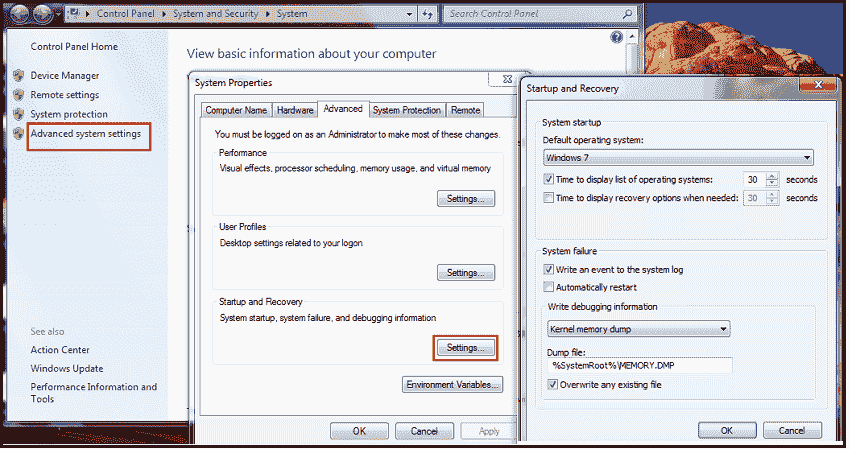 Control Panel ▸ System and Security ▸ System
Search Control Panel
Control Panel Home
Device Manager
Remote settings
System protection
Advanced system settings
See also
Action Center
Windows Update
Performance Information and
Tools
View basic information about your computer
System Properties
Computer Name
Hardware
Advanced
System Protection
Remote
You must be logged on as an Administrator to make most of these changes.
Performance
Visual effects, processor scheduling, memory usage, and virtual memory
Settings...
User Profiles
Desktop settings related to your logon
Settings...
Startup and Recovery
System startup, system failure, and debugging information
Settings...
Environment Variables...
OK
Cancel
Apply
Startup and Recovery
System startup
Default operating system:
Windows 7
Time to display list of operating systems: 30 seconds
Time to display recovery options when needed: 30 seconds
System failure
Write an event to the system log
Automatically restart
Write debugging information
Kernel memory dump
Dump file:
%SystemRoot%\MEMORY.DMP
Overwrite any existing file
OK
Cancel